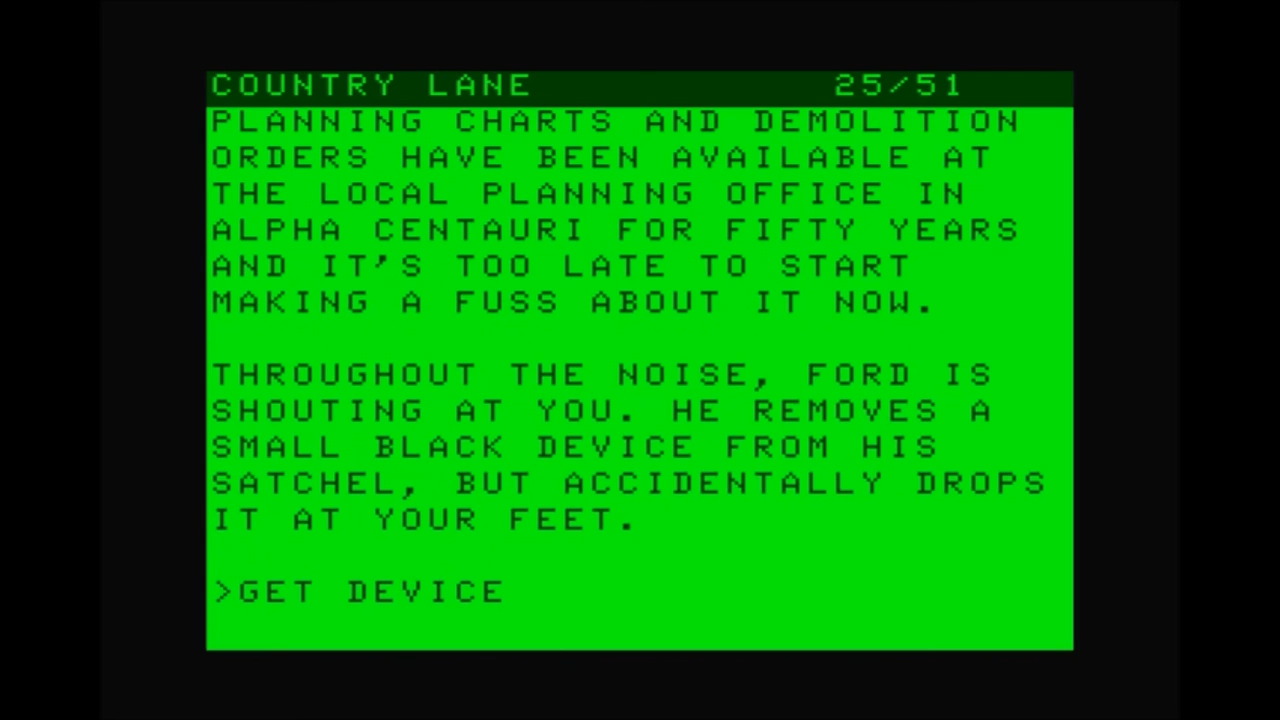 COUNTRY LANE 25/51
PLANNING CHARTS AND DEMOLITION
ORDERS HAVE BEEN AVAILABLE AT
THE LOCAL PLANNING OFFICE IN
ALPHA CENTAURI FOR FIFTY YEARS
AND IT'S TOO LATE TO START
MAKING A FUSS ABOUT IT NOW.
THROUGHOUT THE NOISE, FORD IS
SHOUTING AT YOU. HE REMOVES A
SMALL BLACK DEVICE FROM HIS
SATCHEL, BUT ACCIDENTALLY DROPS
IT AT YOUR FEET.
>GET DEVICE